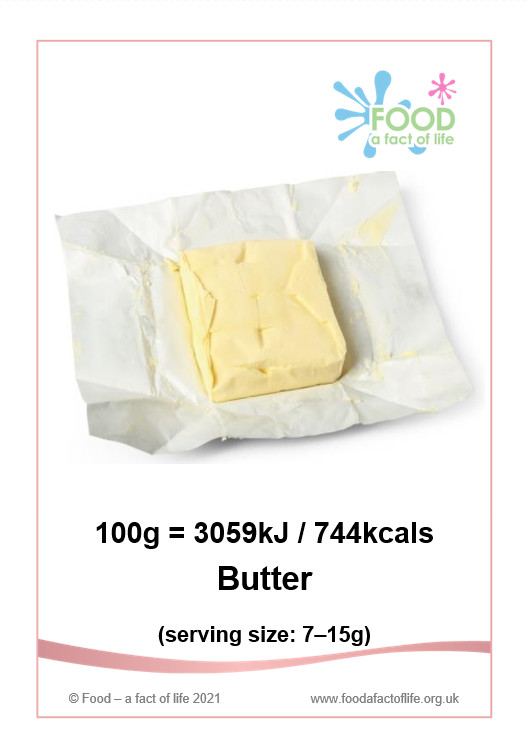 FOOD
a fact of life
100g = 3059kJ / 744kcals
Butter
(serving size: 7–15g)
© Food – a fact of life 2021 www.foodafactoflife.org.uk